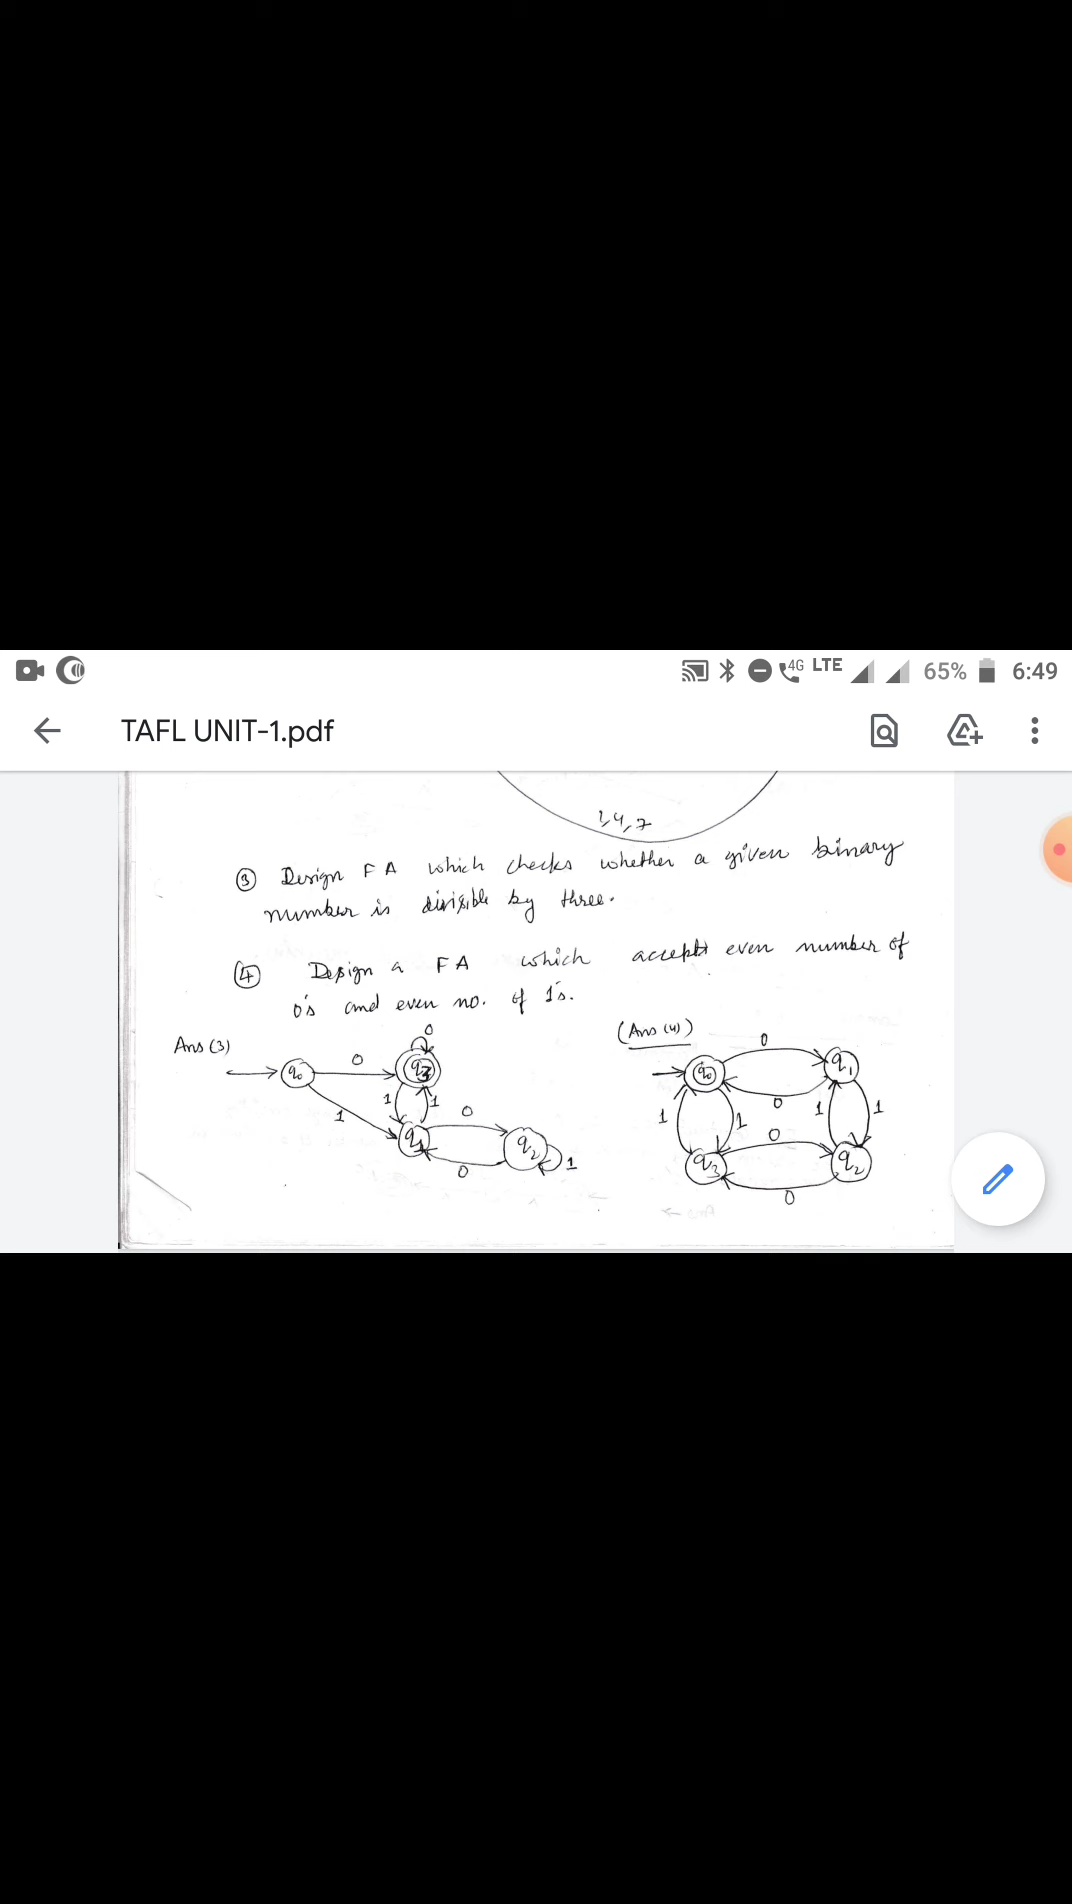 4G LTE 65% 6:49
TAFL UNIT-1.pdf
1,4,7
③ Design FA which checks whether a given binary
number is divisible by three.
④ Design a FA which accepts even number of
0's and even no. of 1's.
Ans (3)
(Ans (4))
0
0
q0
0
q3
q0
q1
1
1
1
0
0
1
1
1
1
q1
q2
0
q3
q2
0
1
0